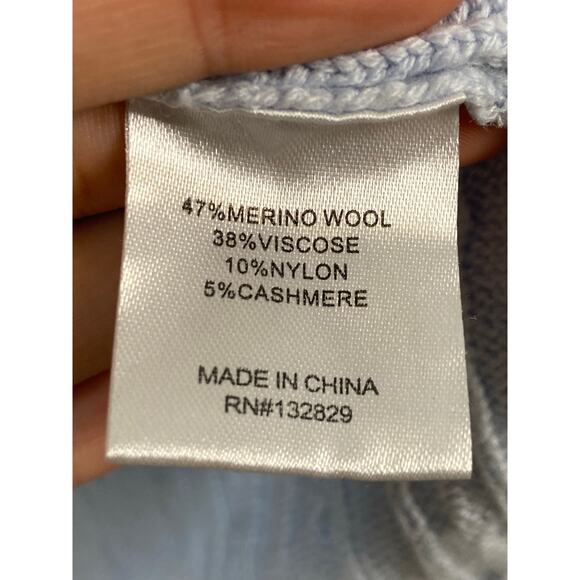 47%MERINO WOOL
38%VISCOSE
10%NYLON
5%CASHMERE
MADE IN CHINA
RN#132829